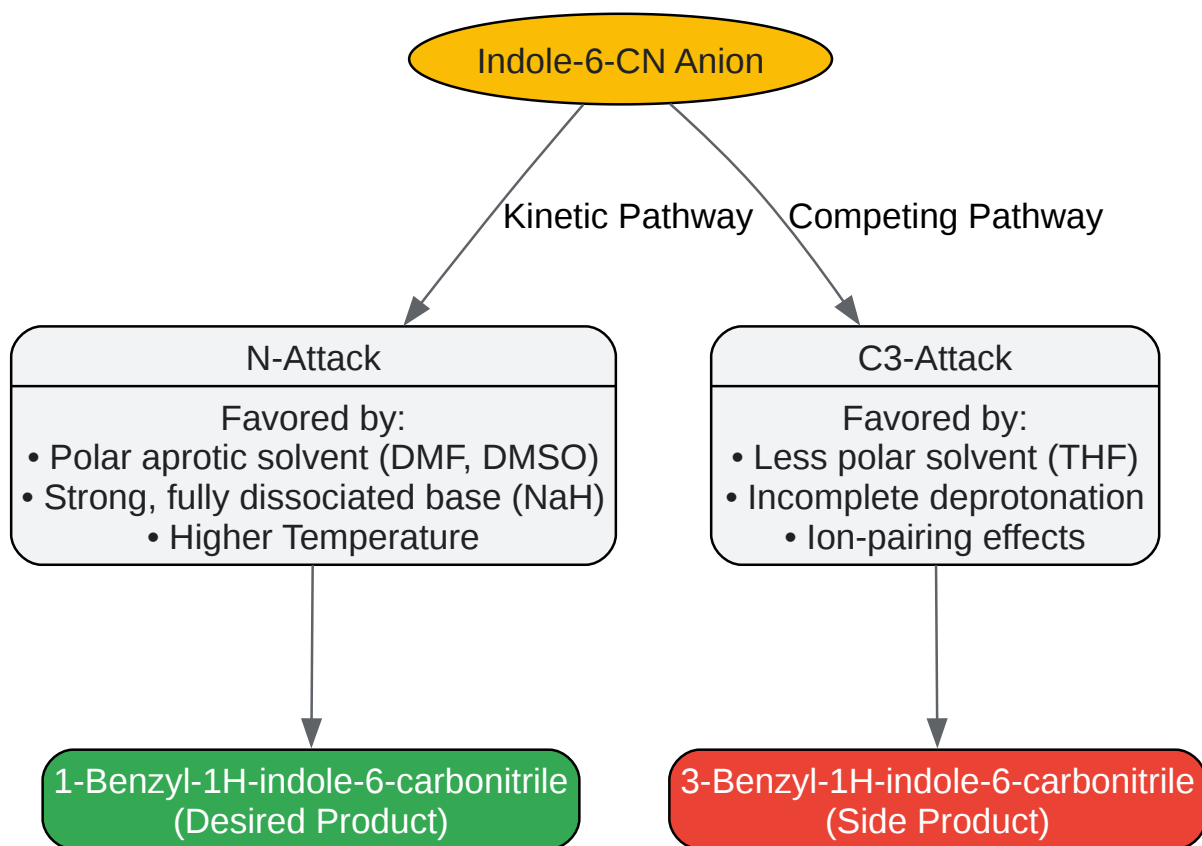 Indole-6-CN Anion
Kinetic Pathway
Competing Pathway
N-Attack
Favored by:
• Polar aprotic solvent (DMF, DMSO)
• Strong, fully dissociated base (NaH)
• Higher Temperature
C3-Attack
Favored by:
• Less polar solvent (THF)
• Incomplete deprotonation
• Ion-pairing effects
1-Benzyl-1H-indole-6-carbonitrile
(Desired Product)
3-Benzyl-1H-indole-6-carbonitrile
(Side Product)